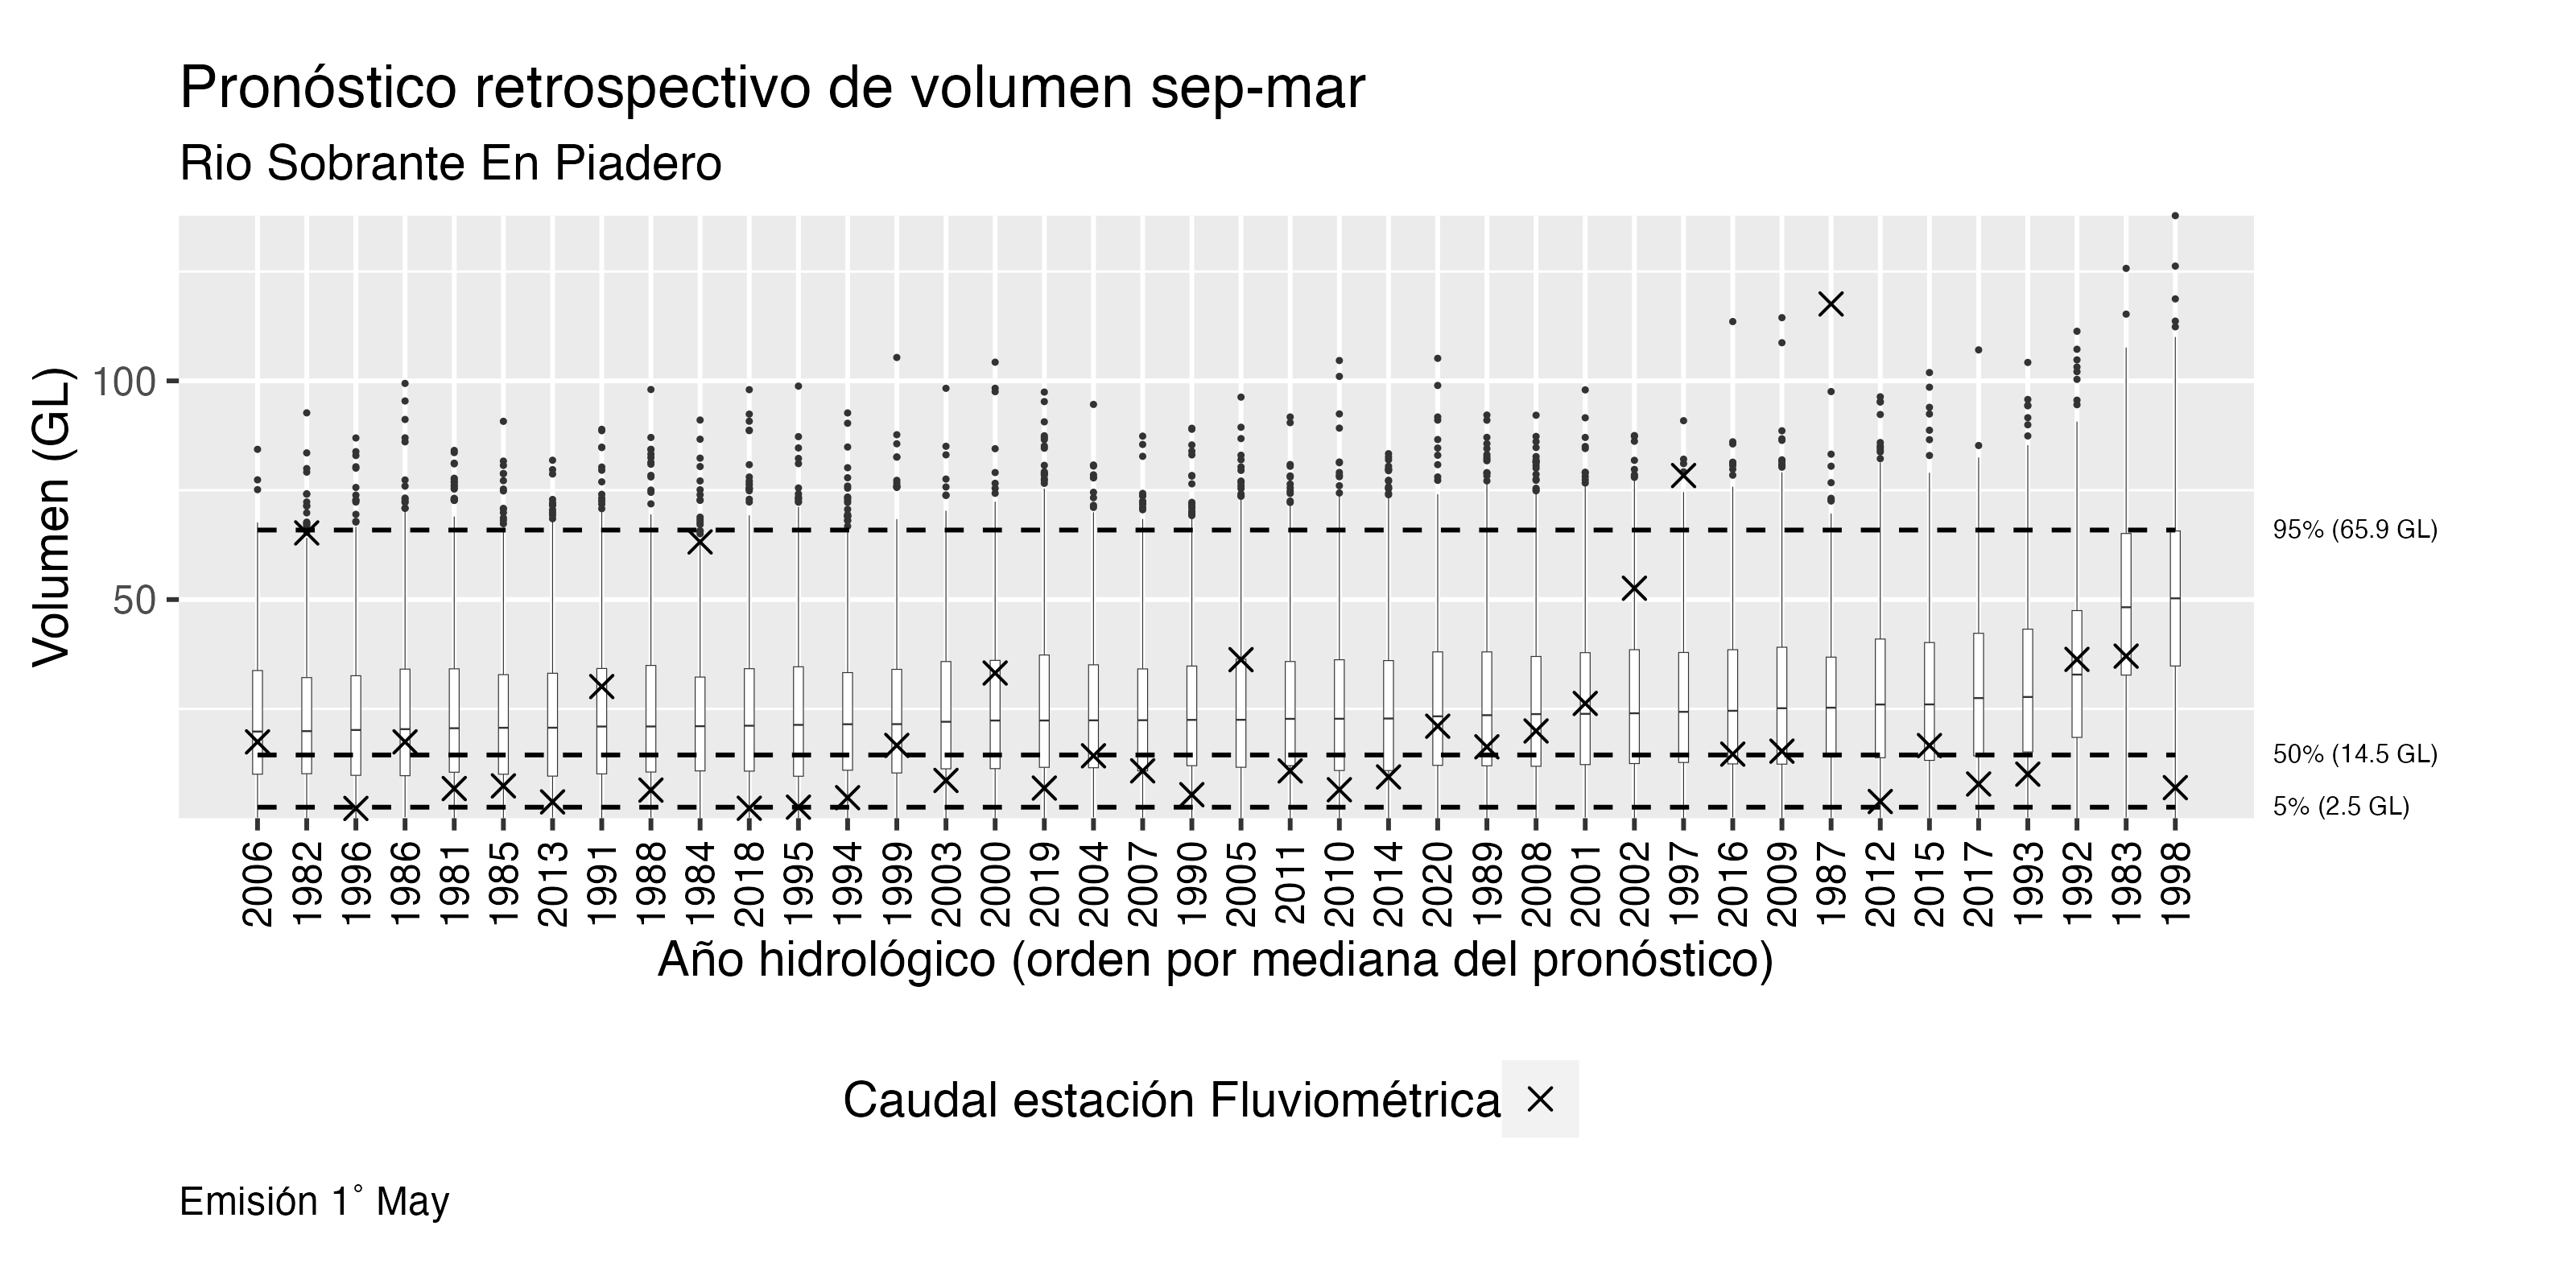 Pronóstico retrospectivo de volumen sep-mar
Rio Sobrante En Piadero
Volumen (GL)
100
50
95% (65.9 GL)
50% (14.5 GL)
5% (2.5 GL)
2006 1982 1996 1986 1981 1985 2013 1991 1988 1984 2018 1995 1994 1999 2003 2000 2019 2004 2007 1990 2005 2011 2010 2014 2020 1989 2008 2001 2002 1997 2016 2009 1987 2012 2015 2017 1993 1992 1983 1998
Año hidrológico (orden por mediana del pronóstico)
Caudal estación Fluviométrica
Emisión 1° May